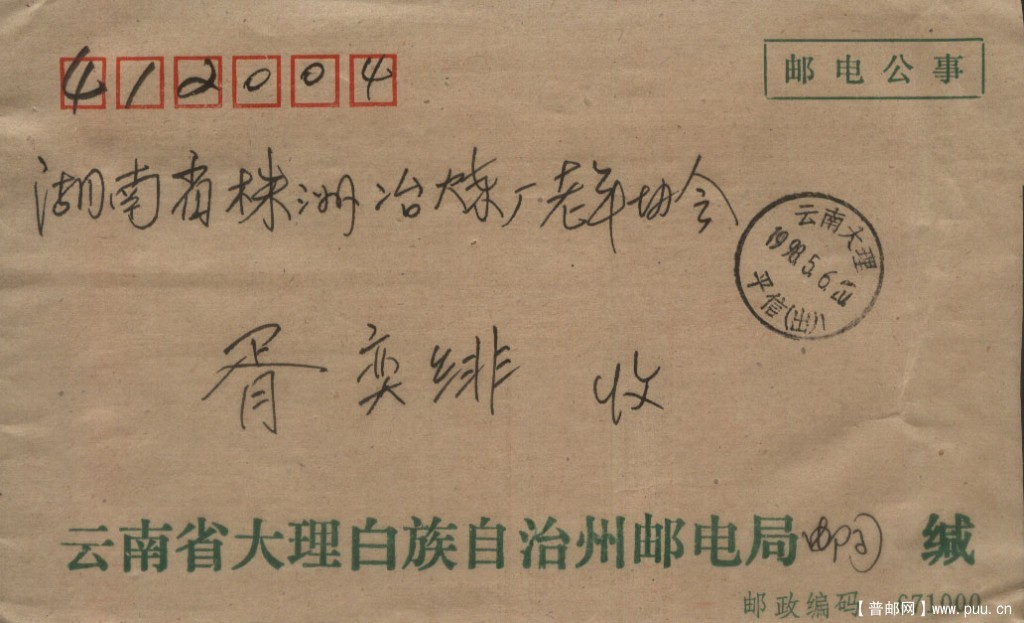 412004
邮电公事
湖南省株洲冶炼厂老年协会
云南大理
1998.5.6
平信(出)
胥奕绯 收
云南省大理白族自治州邮电局 缄
邮政编码 671000
【普邮网】www.puu.cn